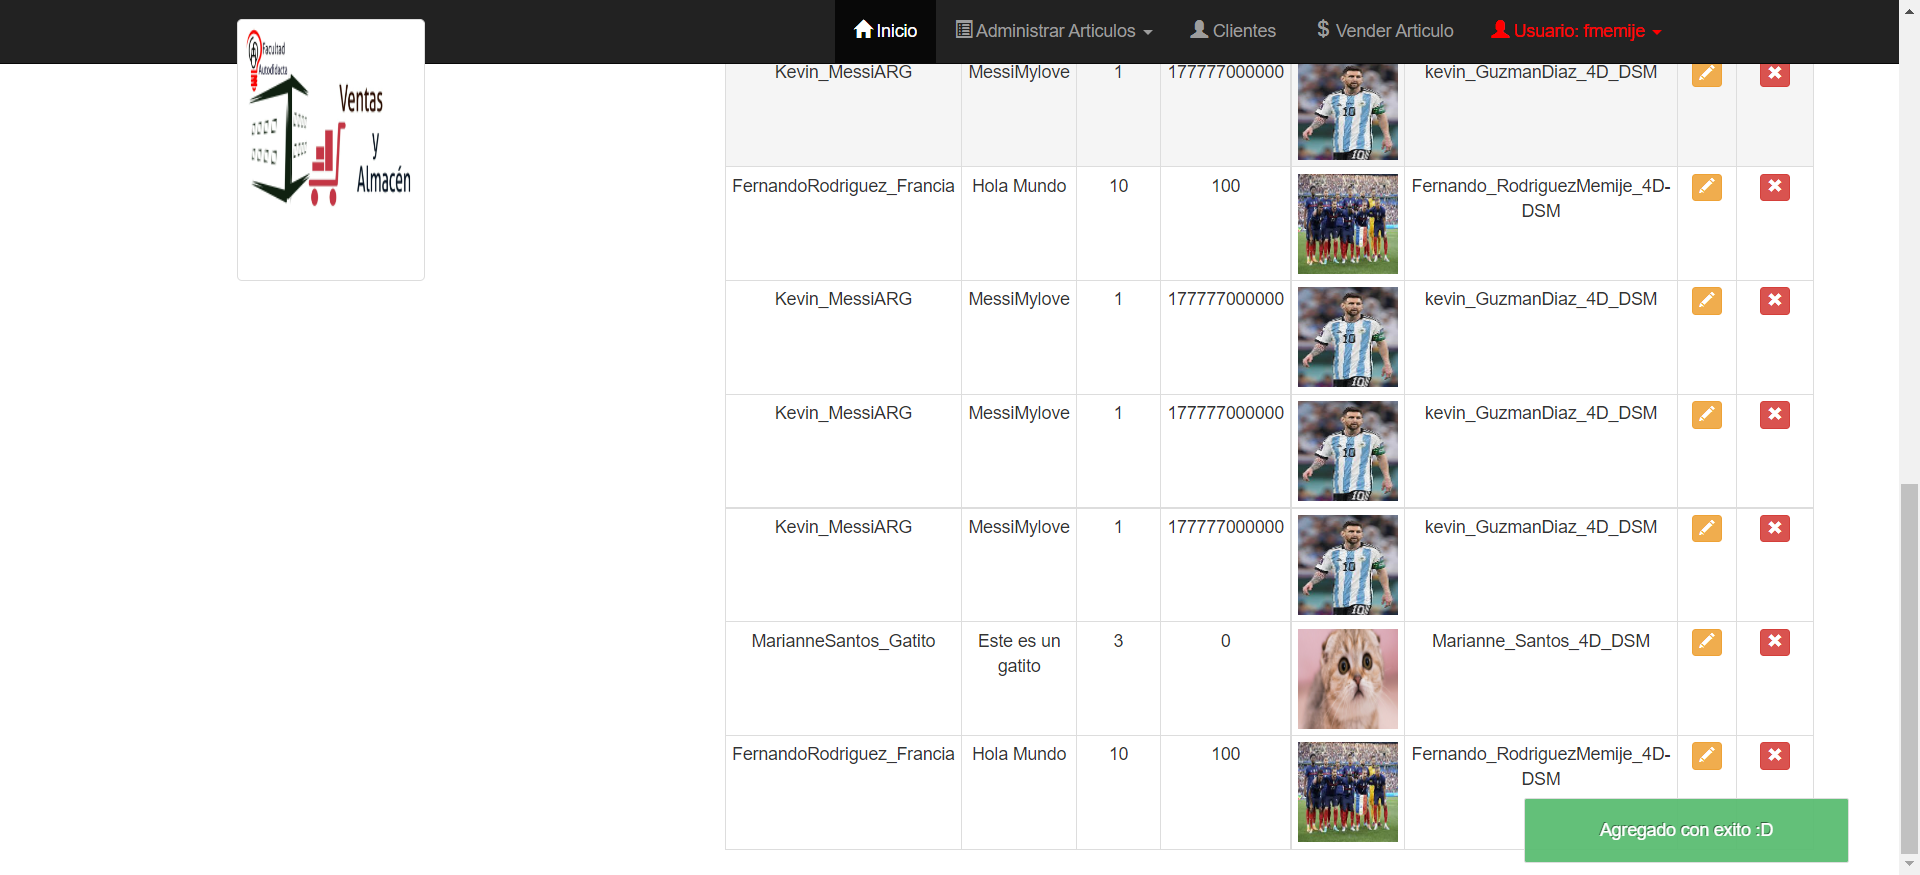 Inicio
Administrar Articulos
Clientes
$ Vender Articulo
Usuario: fmemije
Facultad
Autodidacta
Ventas
y
Almacén
Kevin_MessiARG MessiMylove 1 177777000000 kevin_GuzmanDiaz_4D_DSM
FernandoRodriguez_Francia Hola Mundo 10 100 Fernando_RodriguezMemije_4D-
DSM
Kevin_MessiARG MessiMylove 1 177777000000 kevin_GuzmanDiaz_4D_DSM
Kevin_MessiARG MessiMylove 1 177777000000 kevin_GuzmanDiaz_4D_DSM
Kevin_MessiARG MessiMylove 1 177777000000 kevin_GuzmanDiaz_4D_DSM
MarianneSantos_Gatito Este es un 3 0 Marianne_Santos_4D_DSM
gatito
FernandoRodriguez_Francia Hola Mundo 10 100 Fernando_RodriguezMemije_4D-
DSM
Agregado con exito :D